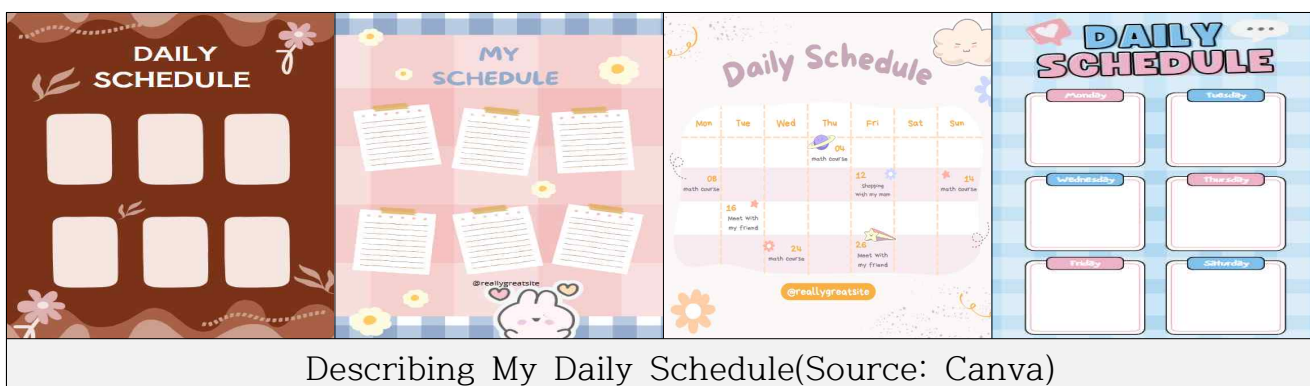 DAILY
SCHEDULE
MY
SCHEDULE
@reallygreatsite
Daily Schedule
Mon Tue Wed Thu Fri Sat Sun
04
math course
08
math course
12
Shopping
with my mom
14
math course
16
Meet with
my friend
24
math course
26
Meet with
my friend
@reallygreatsite
DAILY
SCHEDULE
Monday
Tuesday
Wednesday
Thursday
Friday
Saturday
Describing My Daily Schedule(Source: Canva)